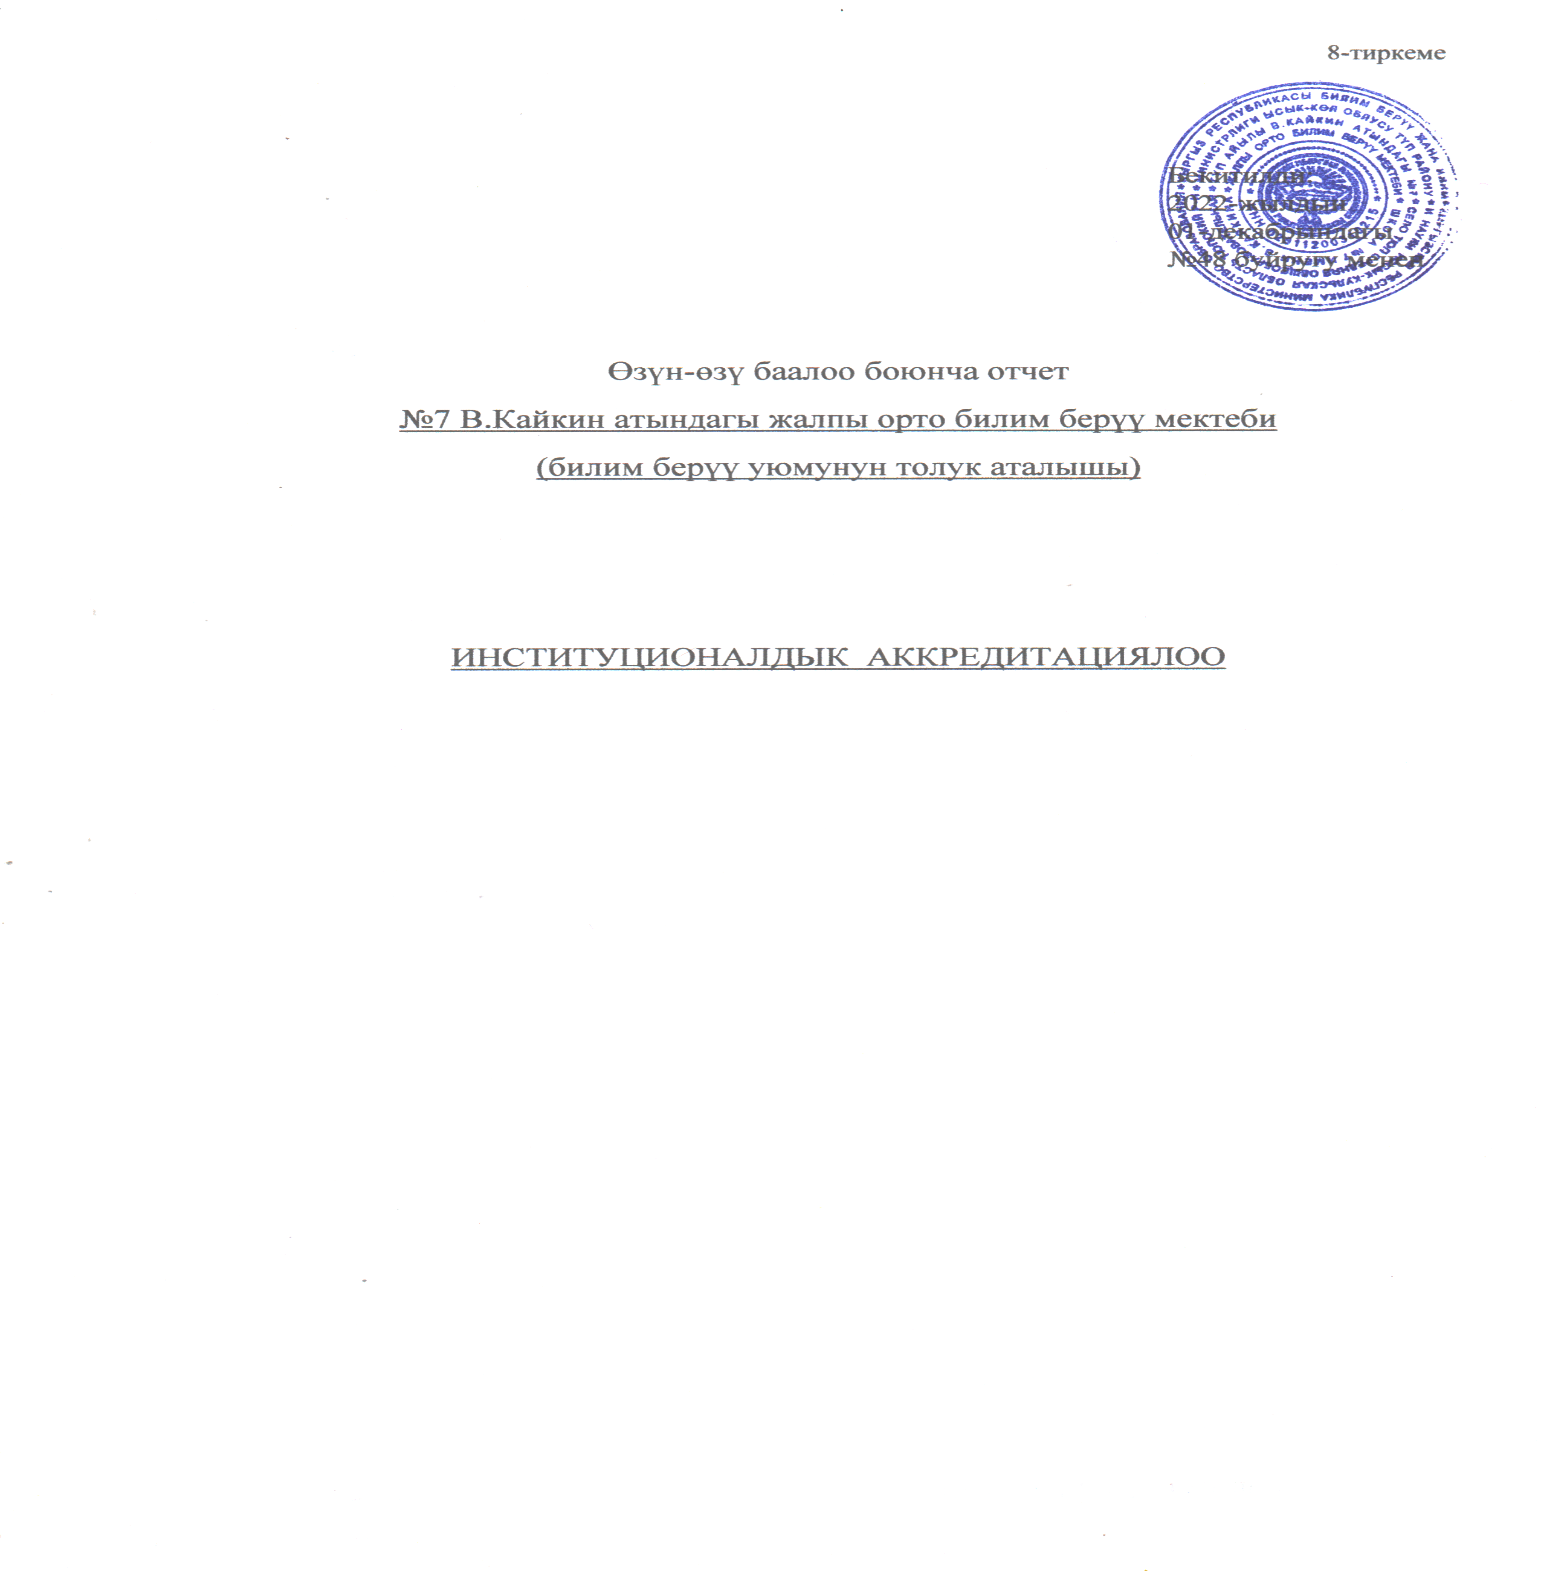 8-тиркеме
Бекитилди:
2022-жылдын
01-декабрындагы
№48 буйругу менен
Өзүн-өзү баалоо боюнча отчет
№7 В.Кайкин атындагы жалпы орто билим берүү мектеби
(билим берүү уюмунун толук аталышы)
ИНСТИТУЦИОНАЛДЫК АККРЕДИТАЦИЯЛОО